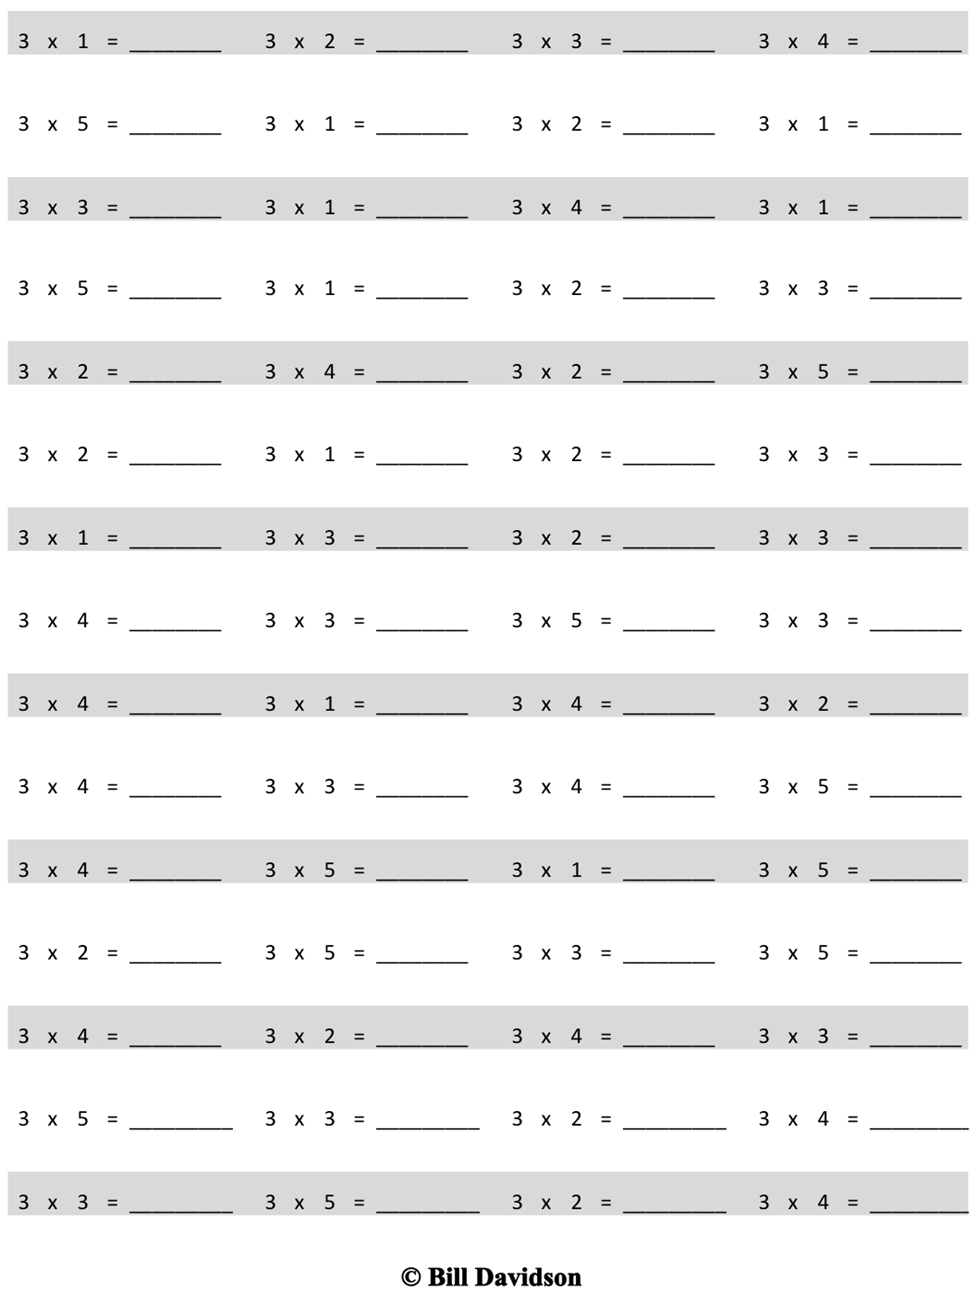 3 x 1 = ________ 3 x 2 = ________ 3 x 3 = ________ 3 x 4 = ________
3 x 5 = ________ 3 x 1 = ________ 3 x 2 = ________ 3 x 1 = ________
3 x 3 = ________ 3 x 1 = ________ 3 x 4 = ________ 3 x 1 = ________
3 x 5 = ________ 3 x 1 = ________ 3 x 2 = ________ 3 x 3 = ________
3 x 2 = ________ 3 x 4 = ________ 3 x 2 = ________ 3 x 5 = ________
3 x 2 = ________ 3 x 1 = ________ 3 x 2 = ________ 3 x 3 = ________
3 x 1 = ________ 3 x 3 = ________ 3 x 2 = ________ 3 x 3 = ________
3 x 4 = ________ 3 x 3 = ________ 3 x 5 = ________ 3 x 3 = ________
3 x 4 = ________ 3 x 1 = ________ 3 x 4 = ________ 3 x 2 = ________
3 x 4 = ________ 3 x 3 = ________ 3 x 4 = ________ 3 x 5 = ________
3 x 4 = ________ 3 x 5 = ________ 3 x 1 = ________ 3 x 5 = ________
3 x 2 = ________ 3 x 5 = ________ 3 x 3 = ________ 3 x 5 = ________
3 x 4 = ________ 3 x 2 = ________ 3 x 4 = ________ 3 x 3 = ________
3 x 5 = _________ 3 x 3 = _________ 3 x 2 = _________ 3 x 4 = _________
3 x 3 = _________ 3 x 5 = _________ 3 x 2 = _________ 3 x 4 = _________
© Bill Davidson